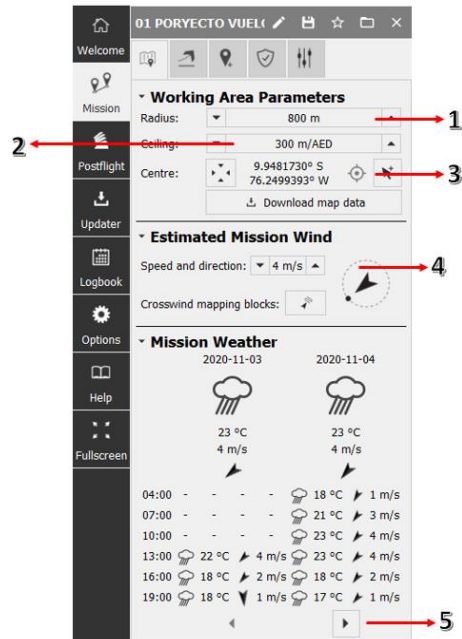 01 PORYECTO VUEL
Welcome
Mission
Postflight
Updater
Logbook
Options
Help
Fullscreen
Working Area Parameters
Radius: 800 m
1
2
Ceiling: 300 m/AED
Centre: 9.9481730° S
76.2499393° W
3
Download map data
Estimated Mission Wind
Speed and direction: 4 m/s
4
Crosswind mapping blocks:
Mission Weather
2020-11-03 2020-11-04
23 °C 23 °C
4 m/s 4 m/s
04:00 - - - - 18 °C 1 m/s
07:00 - - - - 21 °C 3 m/s
10:00 - - - - 23 °C 4 m/s
13:00 22 °C 4 m/s 23 °C 4 m/s
16:00 18 °C 2 m/s 18 °C 2 m/s
19:00 18 °C 1 m/s 17 °C 1 m/s
5